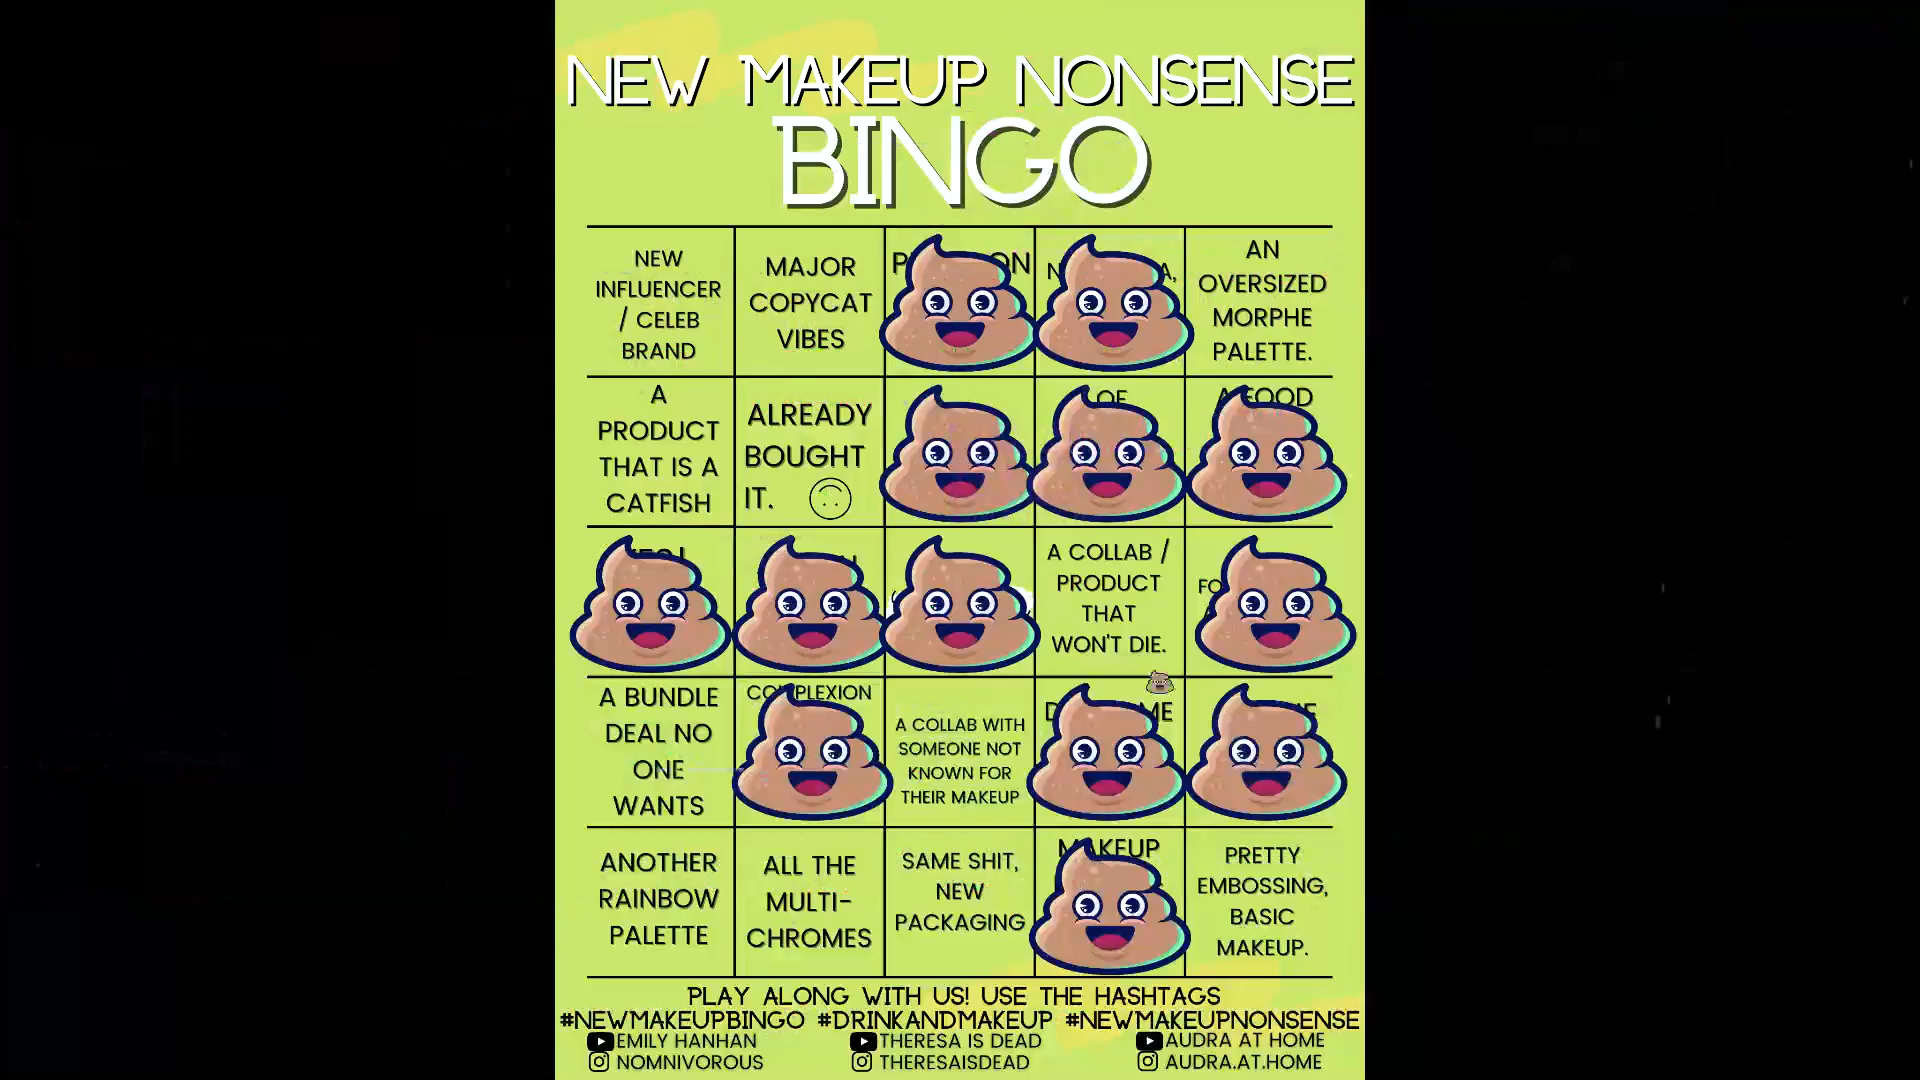 NEW MAKEUP NONSENSE
BINGO
NEW
INFLUENCER
/ CELEB
BRAND
MAJOR
COPYCAT
VIBES
AN
OVERSIZED
MORPHE
PALETTE.
A
PRODUCT
THAT IS A
CATFISH
ALREADY
BOUGHT
IT.
OF
A FOOD
A COLLAB /
PRODUCT
THAT
WON'T DIE.
A BUNDLE
DEAL NO
ONE
WANTS
COMPLEXION
A COLLAB WITH
SOMEONE NOT
KNOWN FOR
THEIR MAKEUP
ANOTHER
RAINBOW
PALETTE
ALL THE
MULTI-
CHROMES
SAME SHIT,
NEW
PACKAGING
MAKEUP
PRETTY
EMBOSSING,
BASIC
MAKEUP.
PLAY ALONG WITH US! USE THE HASHTAGS
#NEWMAKEUPBINGO #DRINKANDMAKEUP #NEWMAKEUPNONSENSE
EMILY HANHAN
NOMNIVOROUS
THERESA IS DEAD
THERESAISDEAD
AUDRA AT HOME
AUDRA.AT.HOME